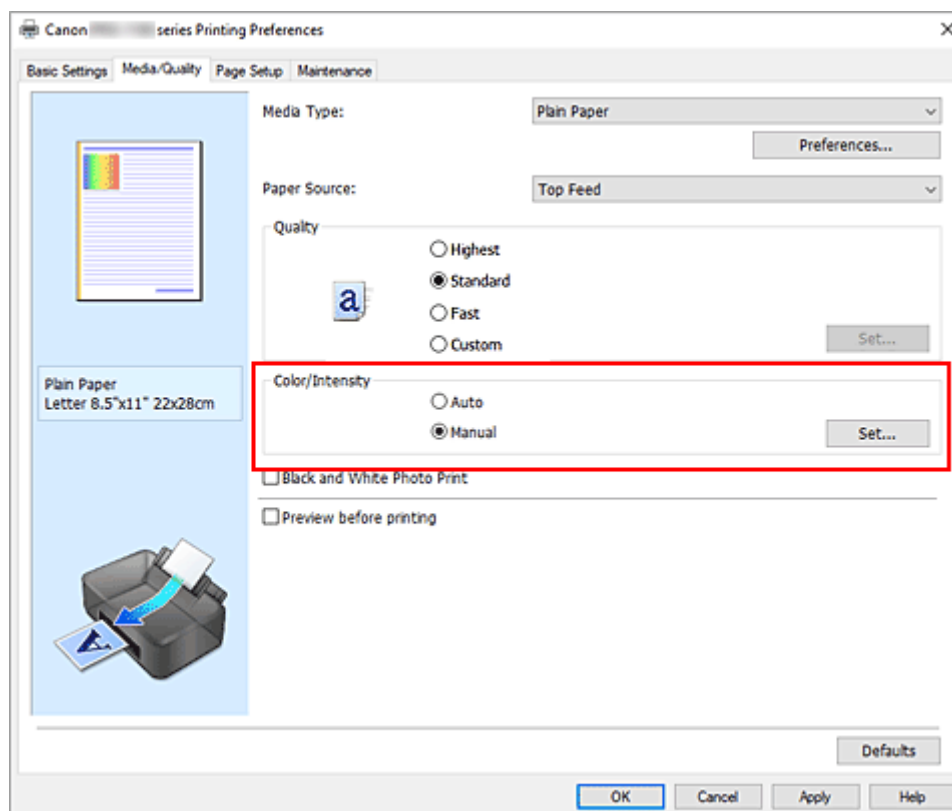 Canon series Printing Preferences
Basic Settings Media/Quality Page Setup Maintenance
Media Type: Plain Paper
Preferences...
Paper Source: Top Feed
Quality
Highest
a
Standard
Fast
Custom
Set...
Plain Paper
Letter 8.5"x11" 22x28cm
Color/Intensity
Auto
Manual
Set...
Black and White Photo Print
Preview before printing
A
Defaults
OK Cancel Apply Help